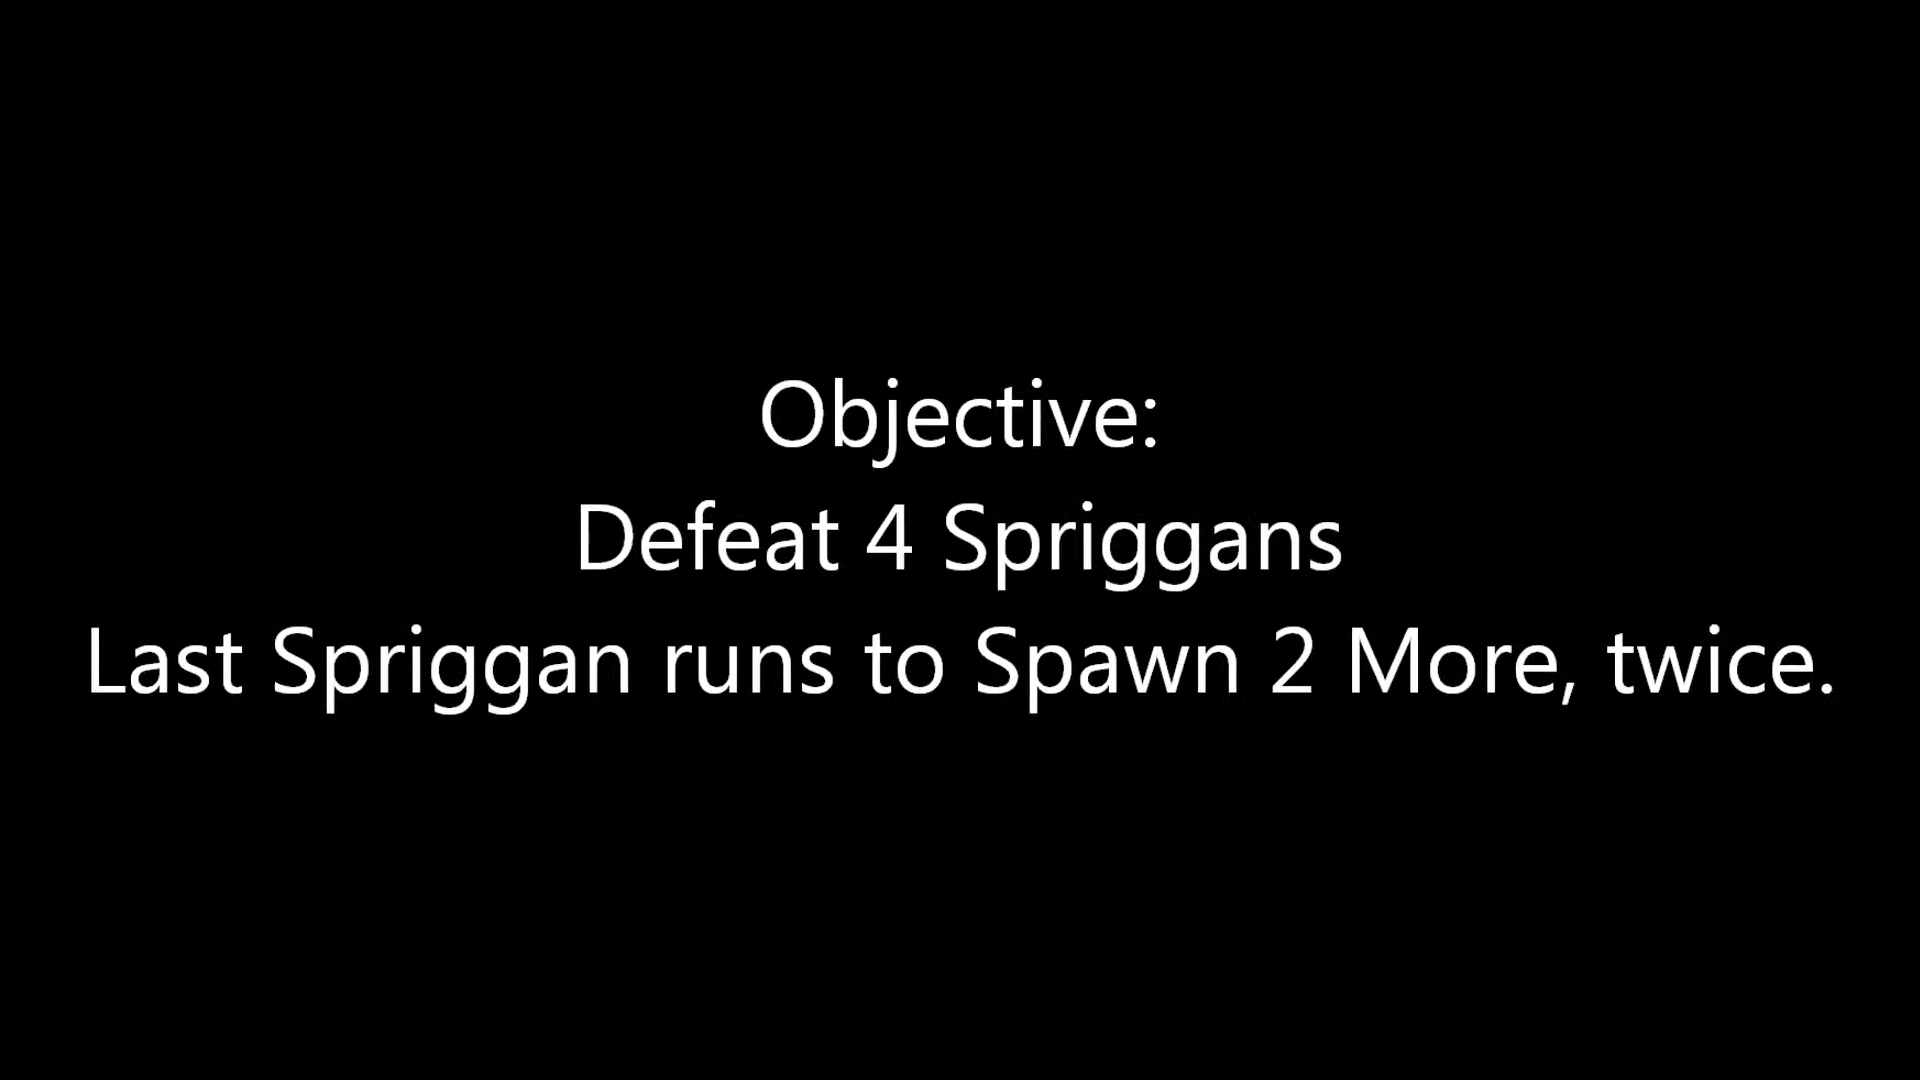 Objective:
Defeat 4 Spriggans
Last Spriggan runs to Spawn 2 More, twice.